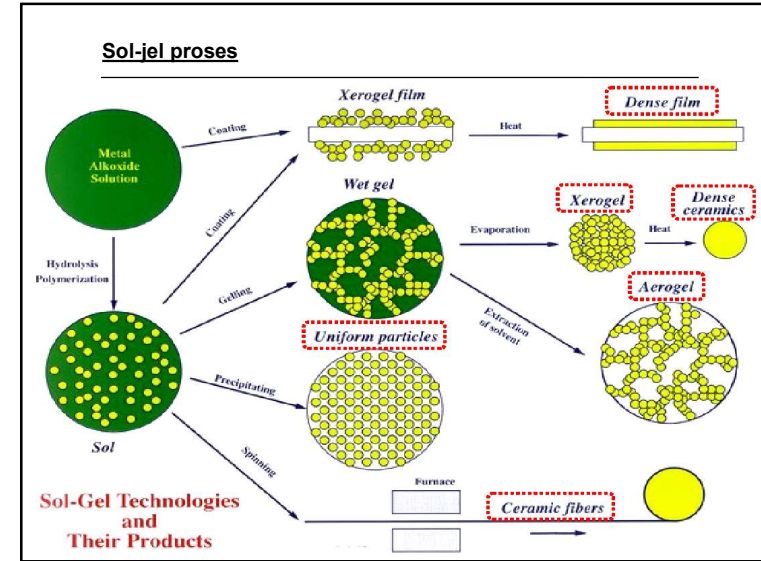 Sol-jel proses
Xerogel film
Dense film
Coating
Heat
Metal
Alkoxide
Solution
Wet gel
Xerogel
Dense
ceramics
Coating
Evaporation
Heat
Hydrolysis
Polymerization
Gelling
Aerogel
Extraction
of solvent
Uniform particles
Precipitating
Sol
Spinning
Furnace
Sol-Gel Technologies
and
Their Products
Ceramic fibers